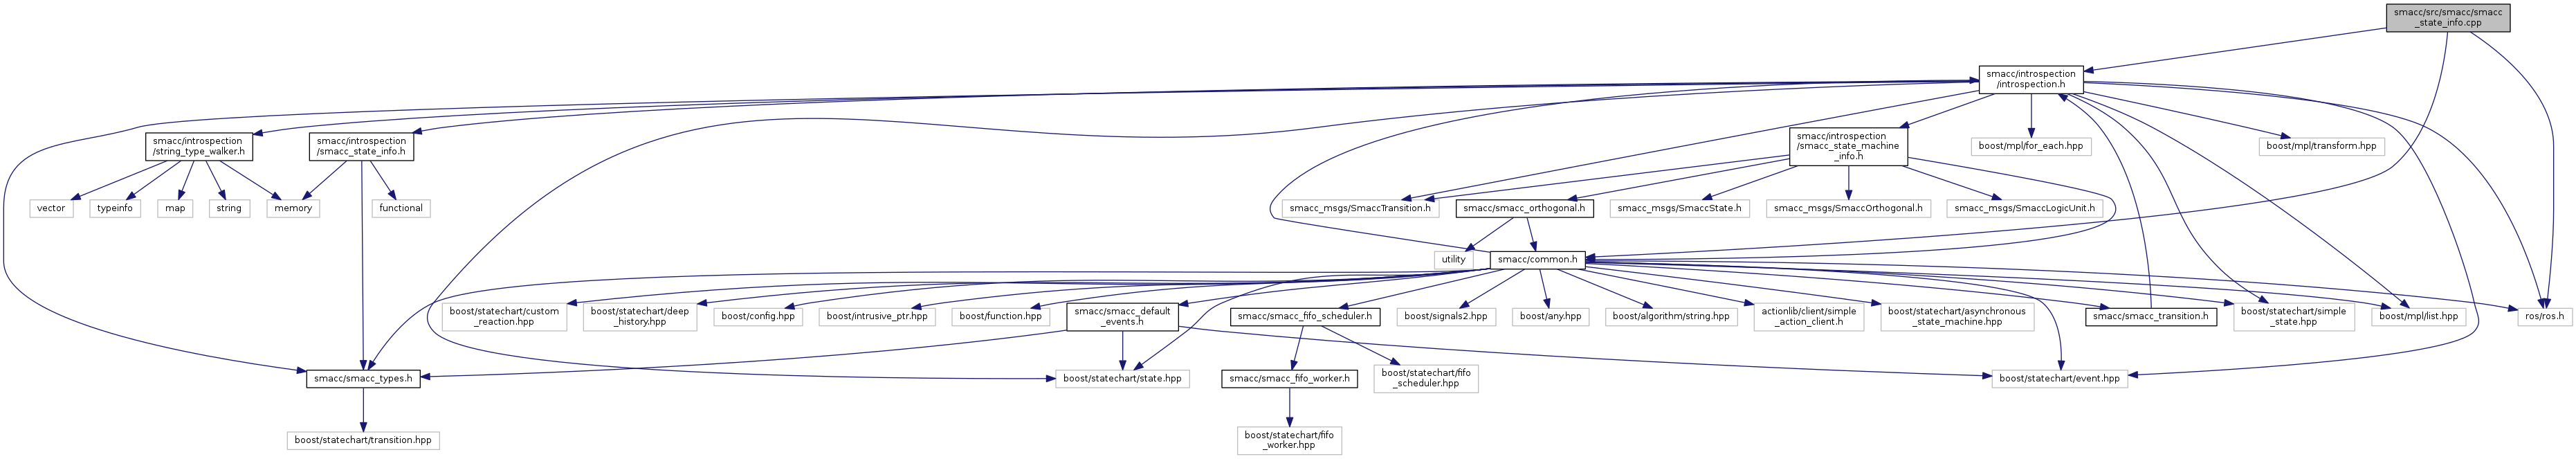 smacc/src/smacc/smacc
_state_info.cpp
smacc/introspection
/introspection.h
smacc/introspection
/string_type_walker.h
smacc/introspection
/smacc_state_info.h
smacc/introspection
/smacc_state_machine
_info.h
boost/mpl/for_each.hpp
boost/mpl/transform.hpp
vector
typeinfo
map
string
memory
functional
smacc_msgs/SmaccTransition.h
smacc/smacc_orthogonal.h
smacc_msgs/SmaccState.h
smacc_msgs/SmaccOrthogonal.h
smacc_msgs/SmaccLogicUnit.h
utility
smacc/common.h
boost/statechart/custom
_reaction.hpp
boost/statechart/deep
_history.hpp
boost/config.hpp
boost/intrusive_ptr.hpp
boost/function.hpp
smacc/smacc_default
_events.h
smacc/smacc_fifo_scheduler.h
boost/signals2.hpp
boost/any.hpp
boost/algorithm/string.hpp
actionlib/client/simple
_action_client.h
boost/statechart/asynchronous
_state_machine.hpp
smacc/smacc_transition.h
boost/statechart/simple
_state.hpp
boost/mpl/list.hpp
ros/ros.h
smacc/smacc_types.h
boost/statechart/state.hpp
smacc/smacc_fifo_worker.h
boost/statechart/fifo
_scheduler.hpp
boost/statechart/event.hpp
boost/statechart/transition.hpp
boost/statechart/fifo
_worker.hpp